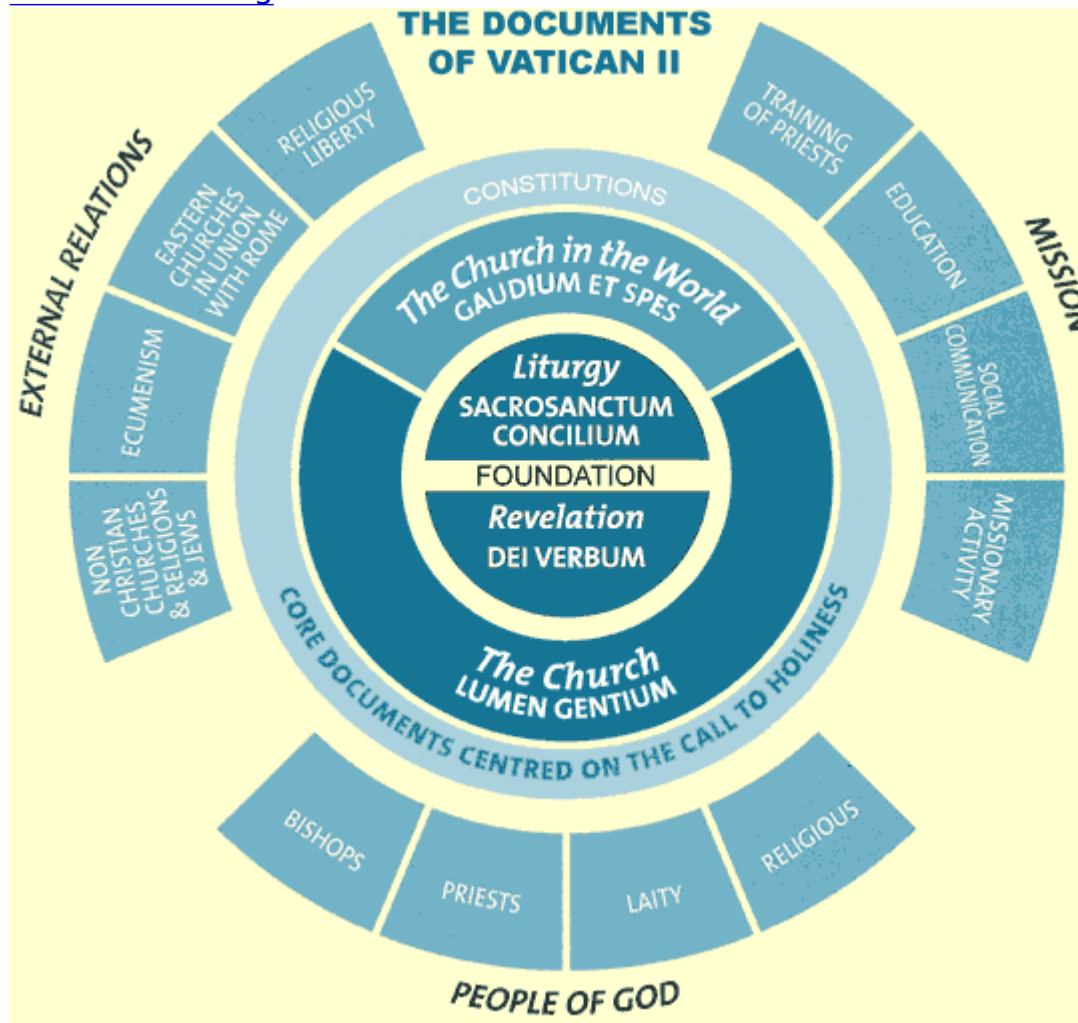 THE DOCUMENTS
OF VATICAN II
EXTERNAL RELATIONS
RELIGIOUS
LIBERTY
EASTERN
CHURCHES
IN UNION
WITH ROME
ECUMENISM
NON
CHRISTIAN
CHURCHES
& RELIGIONS
& JEWS
MISSION
TRAINING
OF PRIESTS
EDUCATION
SOCIAL
COMMUNICATION
MISSIONARY
ACTIVITY
CONSTITUTIONS
The Church in the World
GAUDIUM ET SPES
Liturgy
SACROSANCTUM
CONCILIUM
FOUNDATION
Revelation
DEI VERBUM
The Church
LUMEN GENTIUM
CORE DOCUMENTS CENTRED ON THE CALL TO HOLINESS
BISHOPS
PRIESTS
LAITY
RELIGIOUS
PEOPLE OF GOD